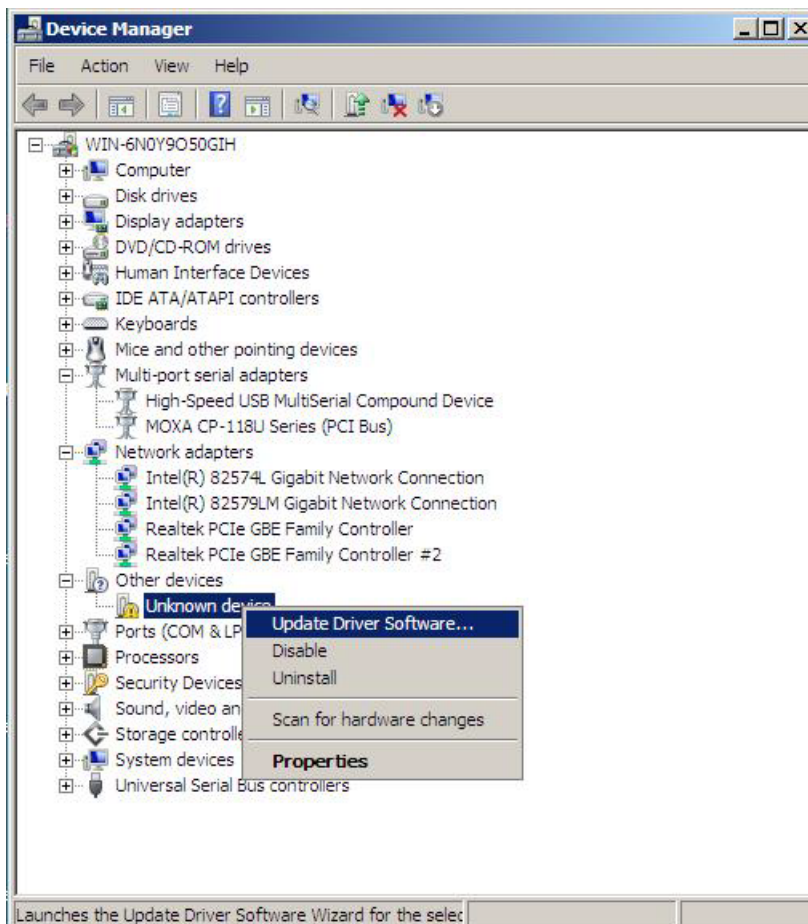 Device Manager
File Action View Help
WIN-6N0Y9O50GIH
Computer
Disk drives
Display adapters
DVD/CD-ROM drives
Human Interface Devices
IDE ATA/ATAPI controllers
Keyboards
Mice and other pointing devices
Multi-port serial adapters
High-Speed USB MultiSerial Compound Device
MOXA CP-118U Series (PCI Bus)
Network adapters
Intel(R) 82574L Gigabit Network Connection
Intel(R) 82579LM Gigabit Network Connection
Realtek PCIe GBE Family Controller
Realtek PCIe GBE Family Controller #2
Other devices
Unknown device
Update Driver Software...
Ports (COM & LP
Disable
Processors
Uninstall
Security Devices
Sound, video an
Scan for hardware changes
Storage controlle
System devices
Properties
Universal Serial Bus controllers
Launches the Update Driver Software Wizard for the selec